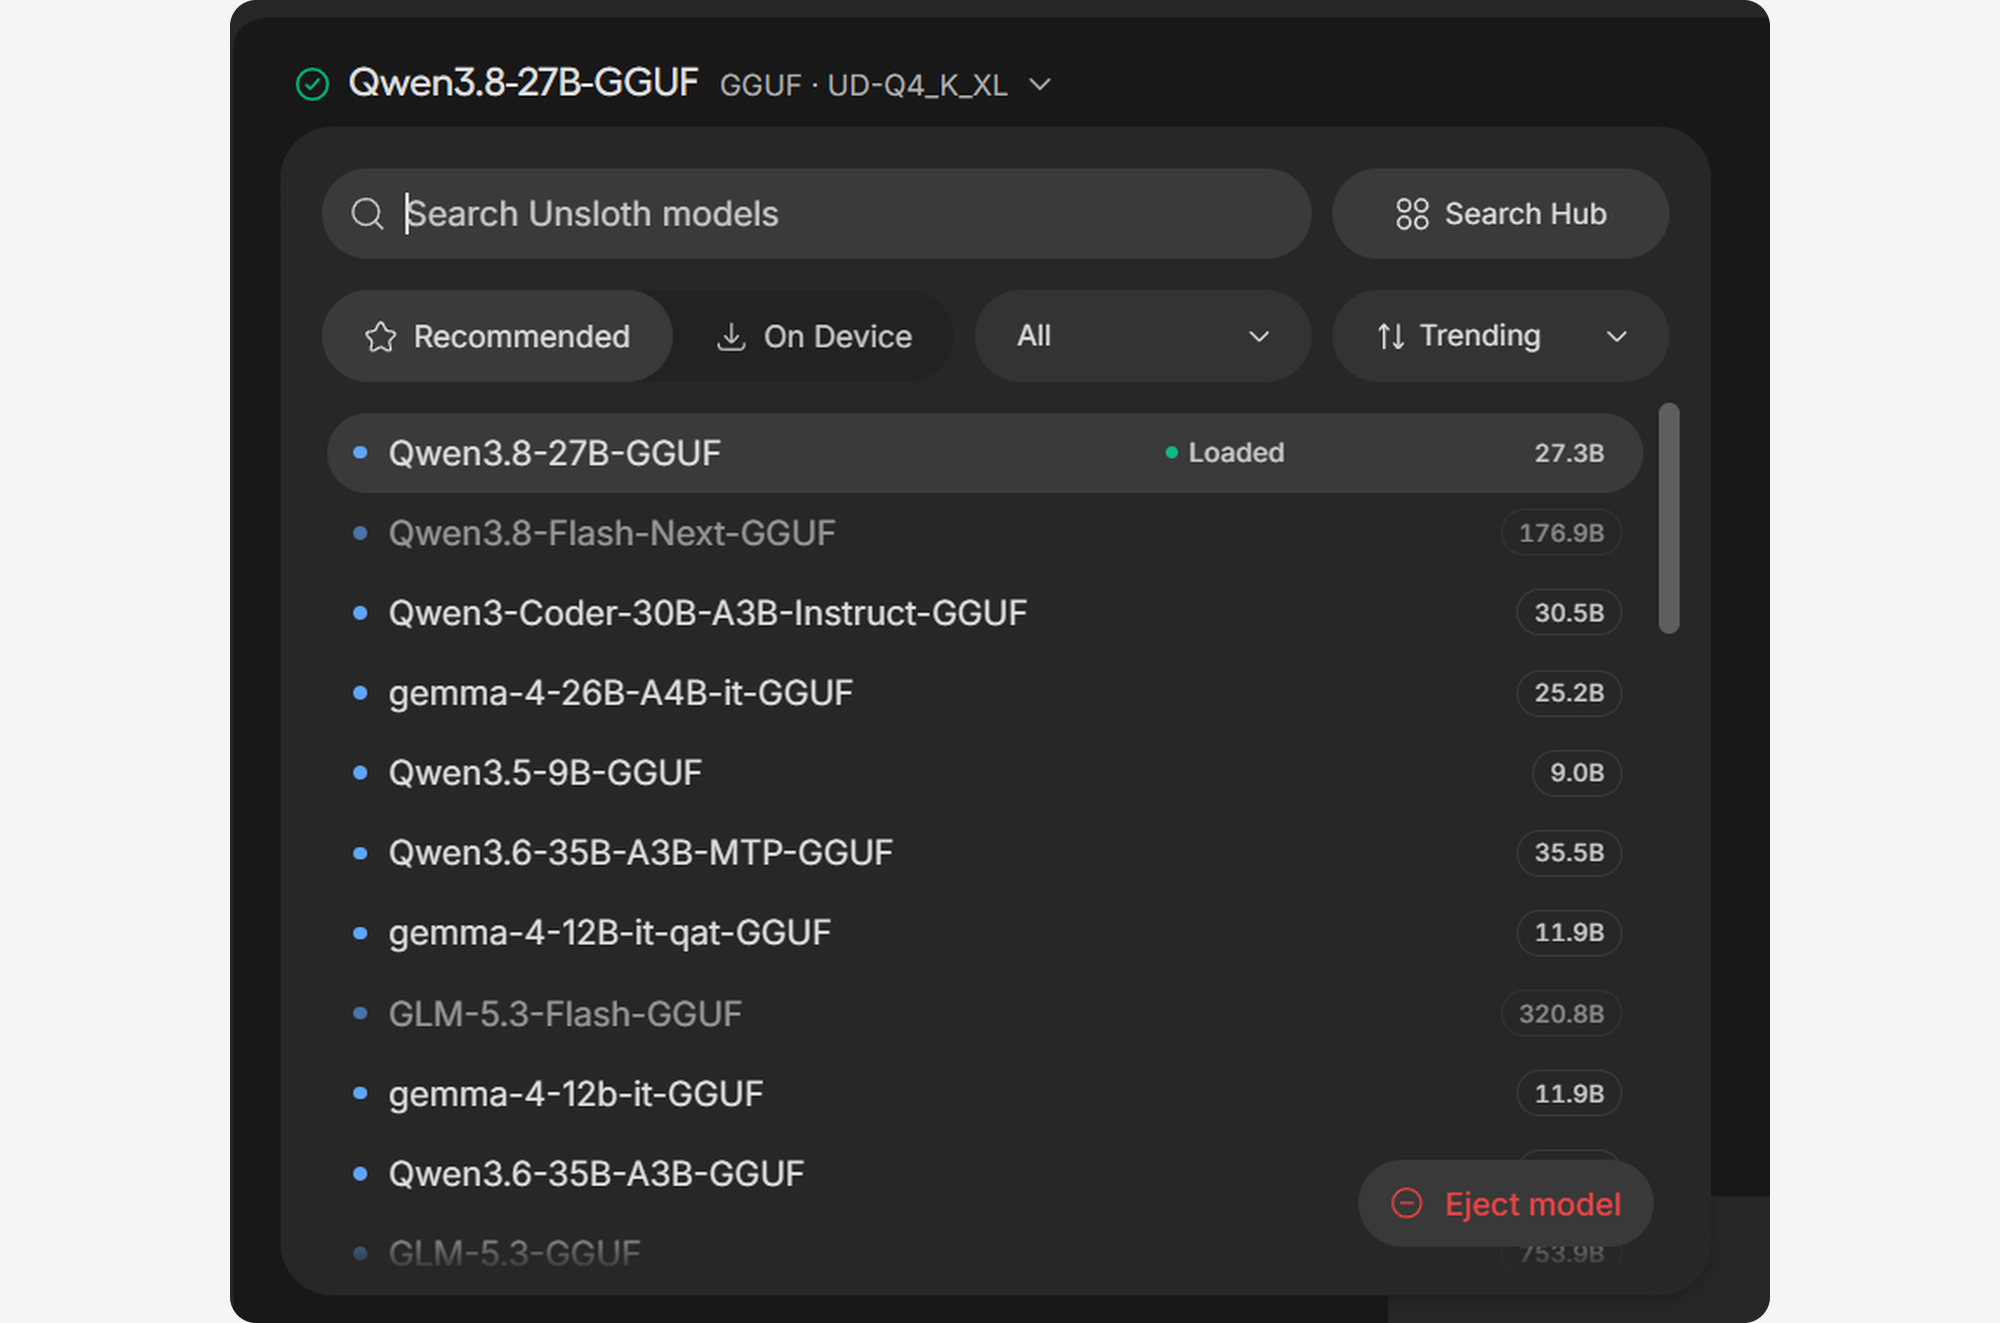 Qwen3.8-27B-GGUF GGUF · UD-Q4_K_XL
Search Unsloth models Search Hub
Recommended On Device All Trending
Qwen3.8-27B-GGUF Loaded 27.3B
Qwen3.8-Flash-Next-GGUF 176.9B
Qwen3-Coder-30B-A3B-Instruct-GGUF 30.5B
gemma-4-26B-A4B-it-GGUF 25.2B
Qwen3.5-9B-GGUF 9.0B
Qwen3.6-35B-A3B-MTP-GGUF 35.5B
gemma-4-12B-it-qat-GGUF 11.9B
GLM-5.3-Flash-GGUF 320.8B
gemma-4-12b-it-GGUF 11.9B
Qwen3.6-35B-A3B-GGUF
Eject model
GLM-5.3-GGUF 753.9B